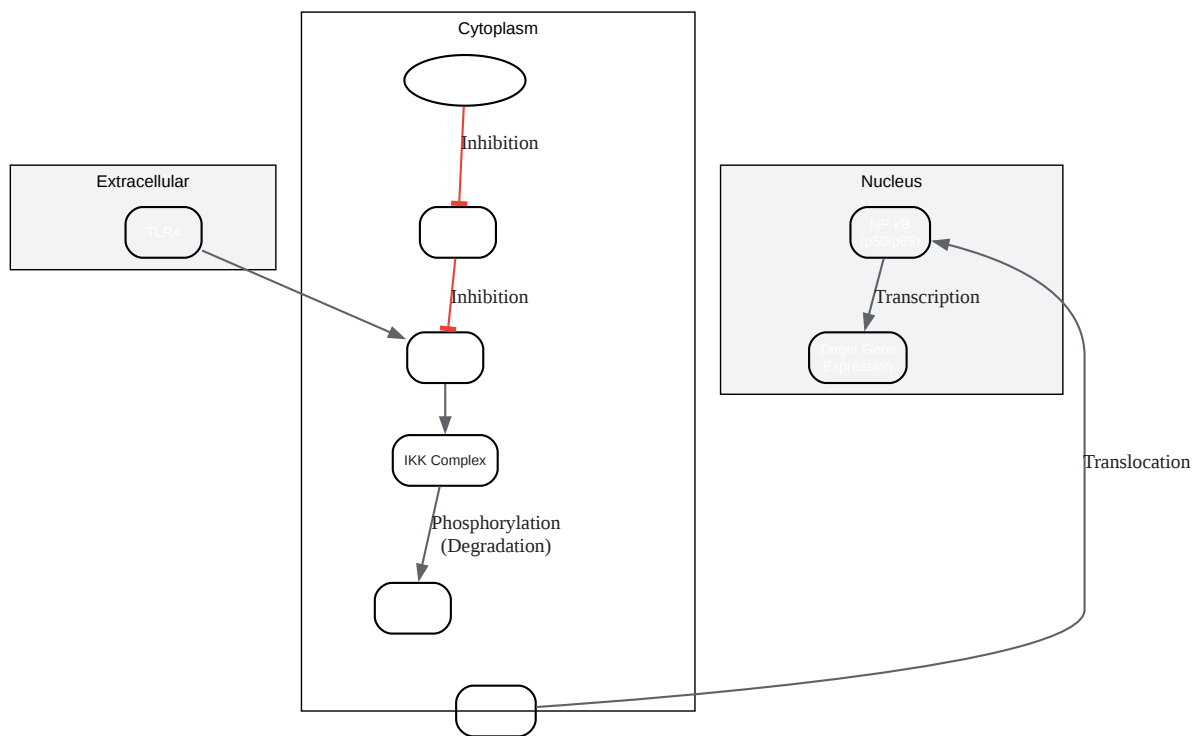 Cytoplasm
Inhibition
Extracellular
TLR4
Nucleus
NF-κB
(p50/p65)
Inhibition
Transcription
Target Gene
Expression
IKK Complex
Translocation
Phosphorylation
(Degradation)